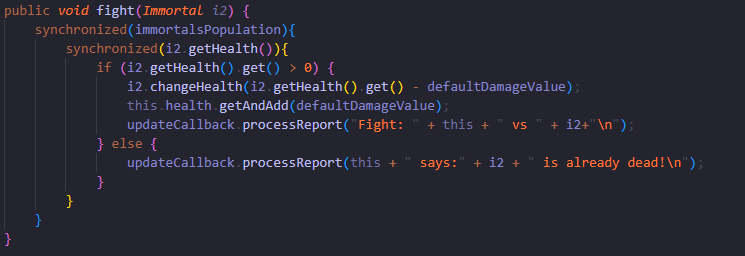 public void fight(Immortal i2) {
    synchronized(immortalsPopulation){
        synchronized(i2.getHealth()){
            if (i2.getHealth().get() > 0) {
                i2.changeHealth(i2.getHealth().get() - defaultDamageValue);
                this.health.getAndAdd(defaultDamageValue);
                updateCallback.processReport("Fight: " + this + " vs " + i2+"\n");
            } else {
                updateCallback.processReport(this + " says:" + i2 + " is already dead!\n");
            }
        }
    }
}